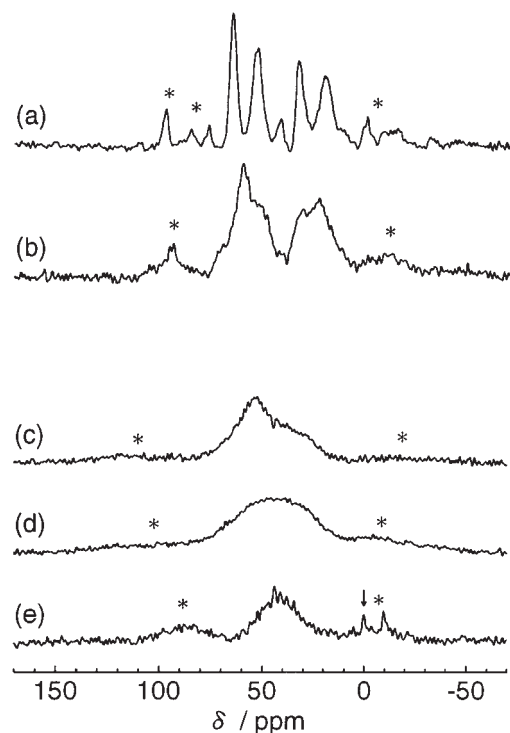 * * *
(a)
* *
(b)
* *
(c)
* *
(d)
* ↓ *
(e)
150 100 50 0 -50
δ / ppm